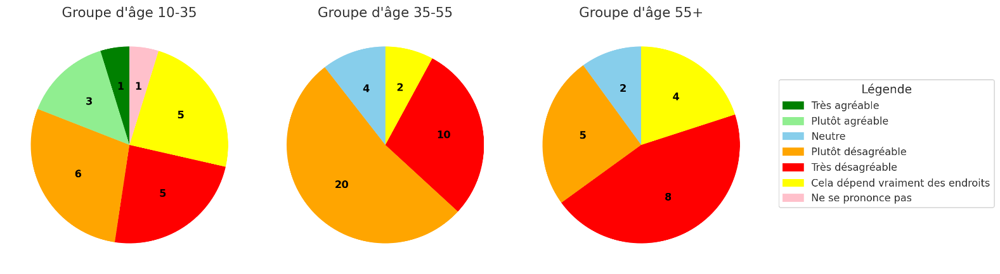 Groupe d'âge 10-35
1
1
3
5
6
5
Groupe d'âge 35-55
4
2
10
20
Groupe d'âge 55+
2
4
5
8
Légende
Très agréable
Plutôt agréable
Neutre
Plutôt désagréable
Très désagréable
Cela dépend vraiment des endroits
Ne se prononce pas